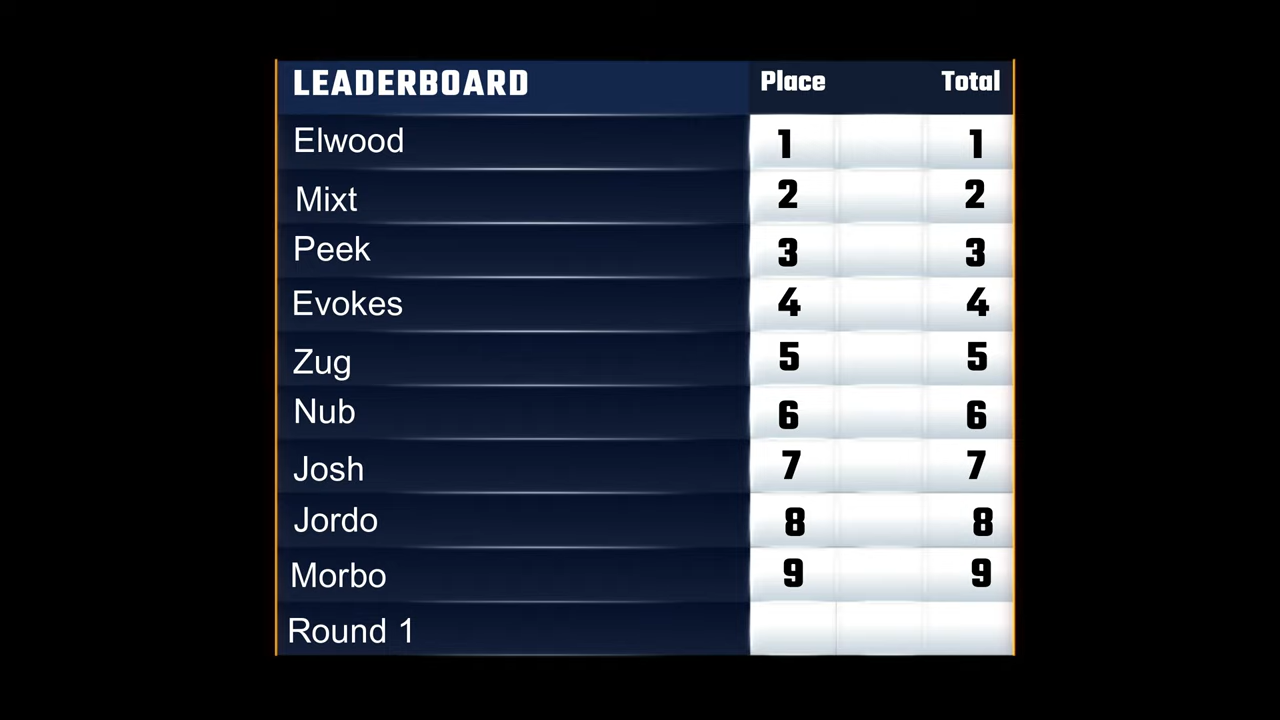 LEADERBOARD Place Total
Elwood 1 1
Mixt 2 2
Peek 3 3
Evokes 4 4
Zug 5 5
Nub 6 6
Josh 7 7
Jordo 8 8
Morbo 9 9
Round 1